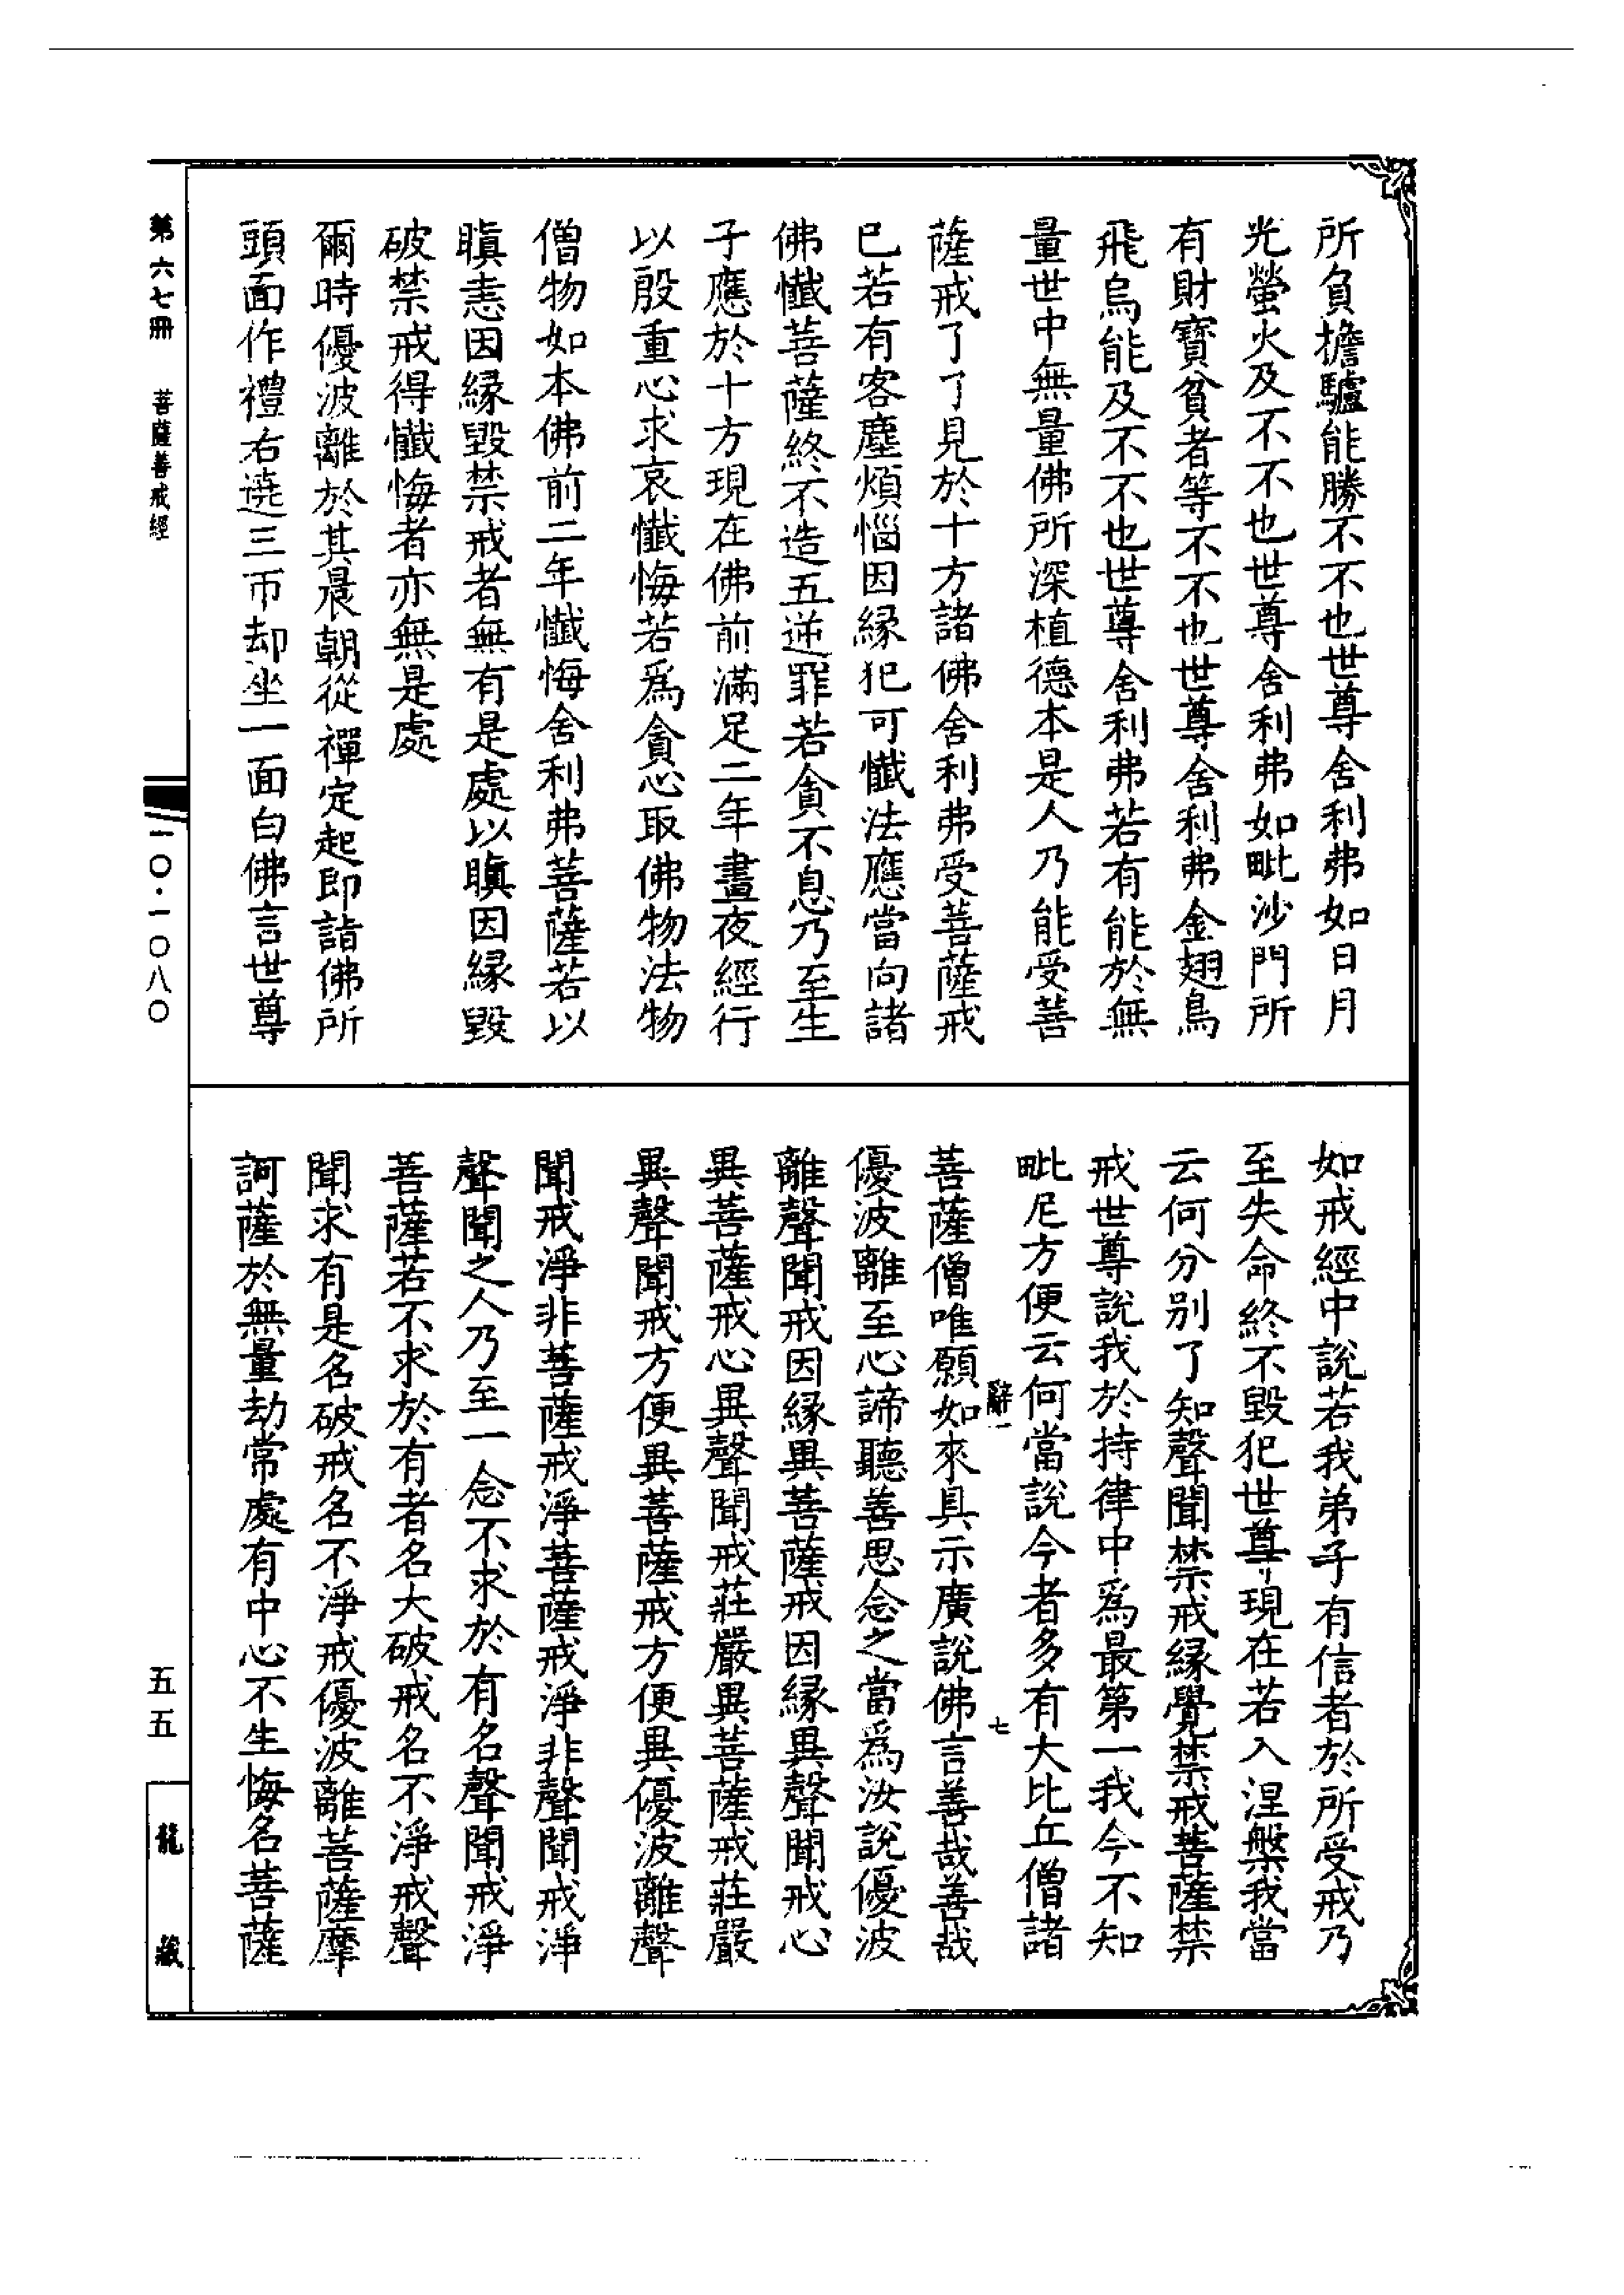 所負擔驢能勝不不也世尊舍利弗如日月
光螢火及不不也世尊舍利弗如毗沙門所
有財寶貧者等不不也世尊舍利弗金翅鳥
飛烏能及不不也世尊舍利弗若有能於無
量世中無量佛所深植德本是人乃能受菩
薩戒了了見於十方諸佛舍利弗受菩薩戒
已若有客塵煩惱因緣犯可懺法應當向諸
佛懺菩薩終不造五逆罪若貪不息乃至生
子應於十方現在佛前滿足二年晝夜經行
以殷重心求哀懺悔若爲貪心取佛物法物
僧物如本佛前二年懺悔舍利弗菩薩若以
瞋恚因緣毀禁戒者無有是處以瞋因緣毀
破禁戒得懺悔者亦無是處
爾時優波離於其晨朝從禪定起即詣佛所
頭面作禮右遶三帀却坐一面白佛言世尊
如戒經中說若我弟子有信者於所受戒乃
至失命終不毀犯世尊現在若入涅槃我當
云何分別了知聲聞禁戒緣覺禁戒菩薩禁
戒世尊說我於持律中爲最第一我今不知
毗尼方便云何當說今者多有大比丘僧諸
辭一 七
菩薩僧唯願如來具示廣說佛言善哉善哉
優波離至心諦聽善思念之當爲汝說優波
離聲聞戒因緣異菩薩戒因緣異聲聞戒心
異菩薩戒心異聲聞戒莊嚴異菩薩戒莊嚴
異聲聞戒方便異菩薩戒方便異優波離聲
聞戒淨非菩薩戒淨菩薩戒淨非聲聞戒淨
聲聞之人乃至一念不求於有名聲聞戒淨
菩薩若不求於有者名大破戒名不淨戒聲
聞求有是名破戒名不淨戒優波離菩薩摩
訶薩於無量劫常處有中心不生悔名菩薩
第六七冊 菩薩善戒經 一〇·一〇八〇 五五 龍藏